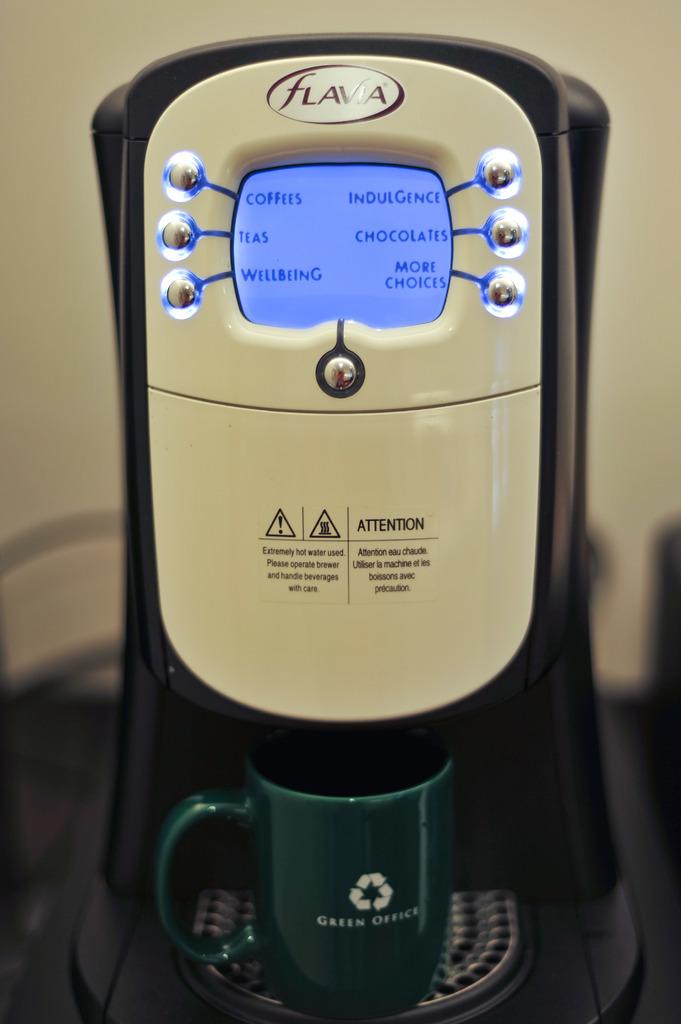 FLAVIA®
COFFEES
INDULGENCE
TEAS
CHOCOLATES
WELLBEING
MORE
CHOICES
ATTENTION
Extremely hot water used.
Please operate brewer
and handle beverages
with care.
Attention eau chaude.
Utiliser la machine et les
boissons avec
précaution.
GREEN OFFICE